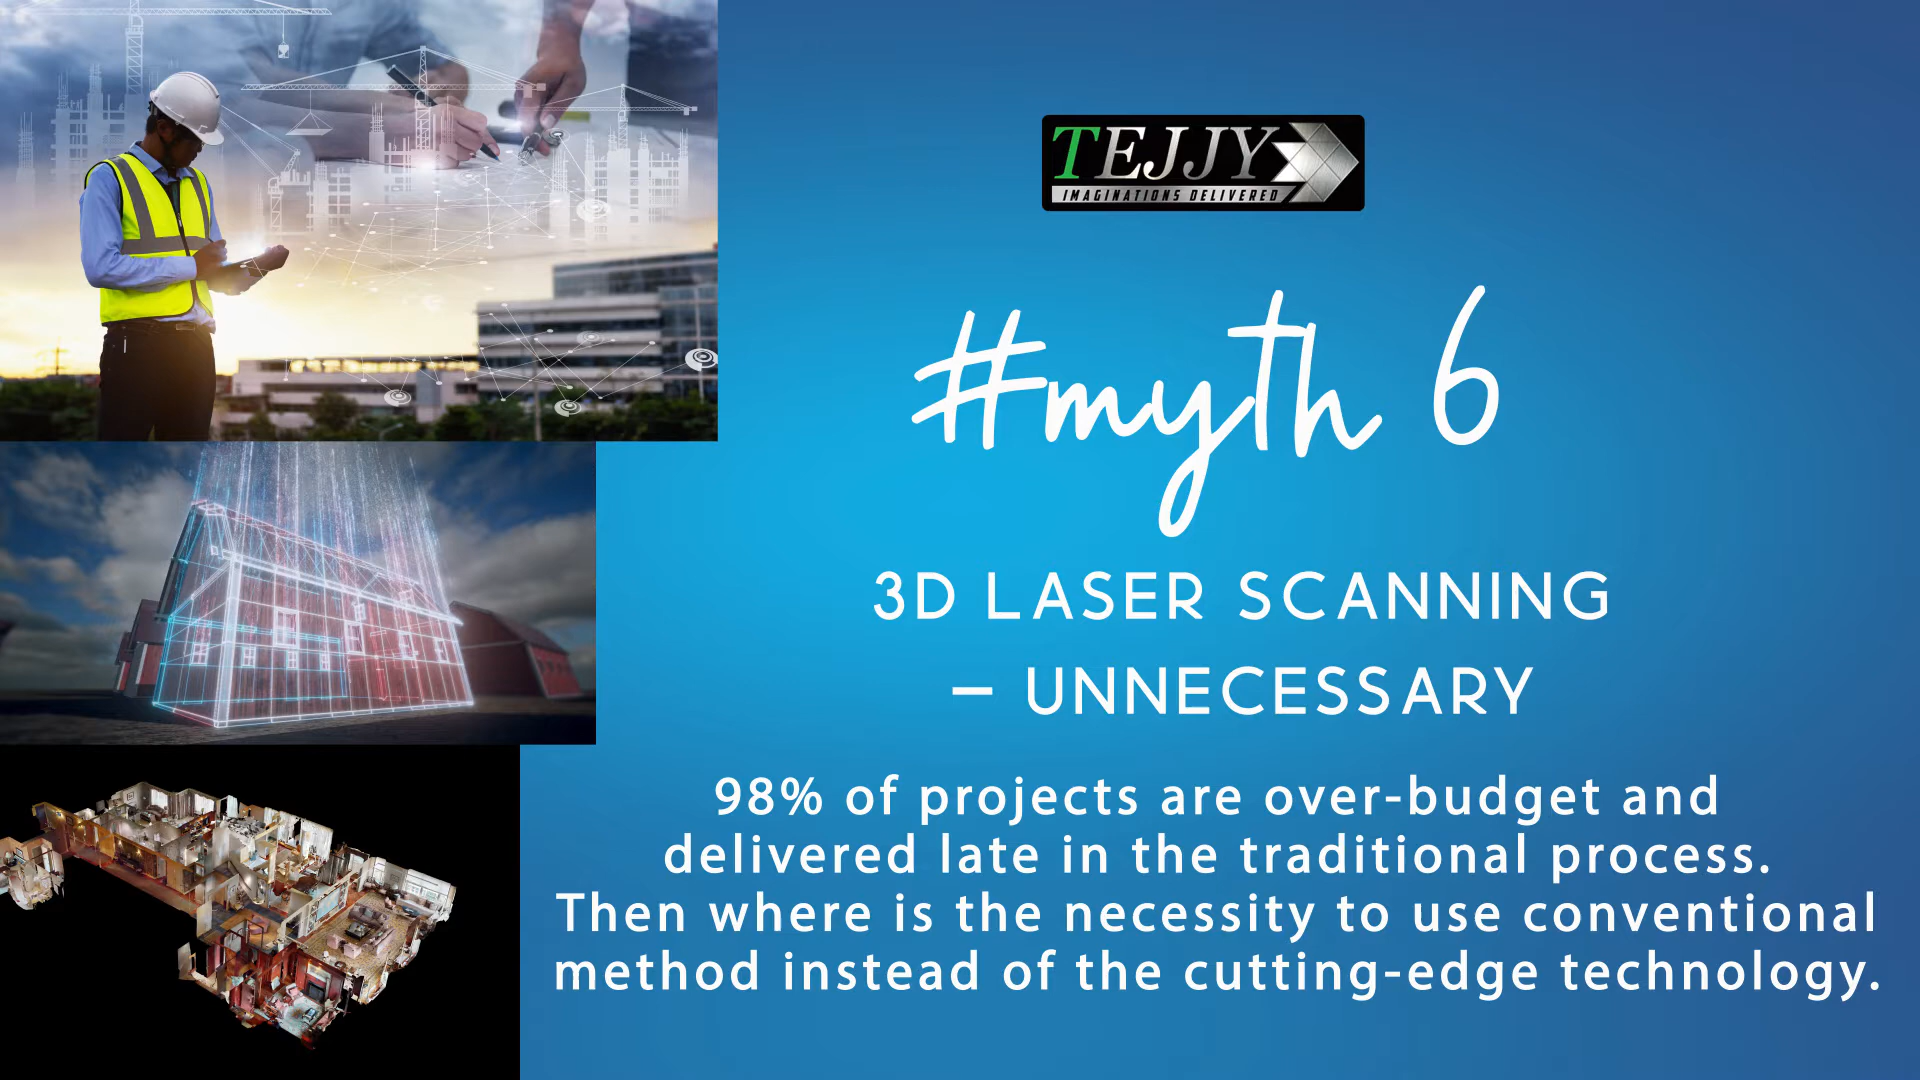 TEJJY
IMAGINATIONS DELIVERED
#myth 6
3D LASER SCANNING
– UNNECESSARY
98% of projects are over-budget and
delivered late in the traditional process.
Then where is the necessity to use conventional
method instead of the cutting-edge technology.